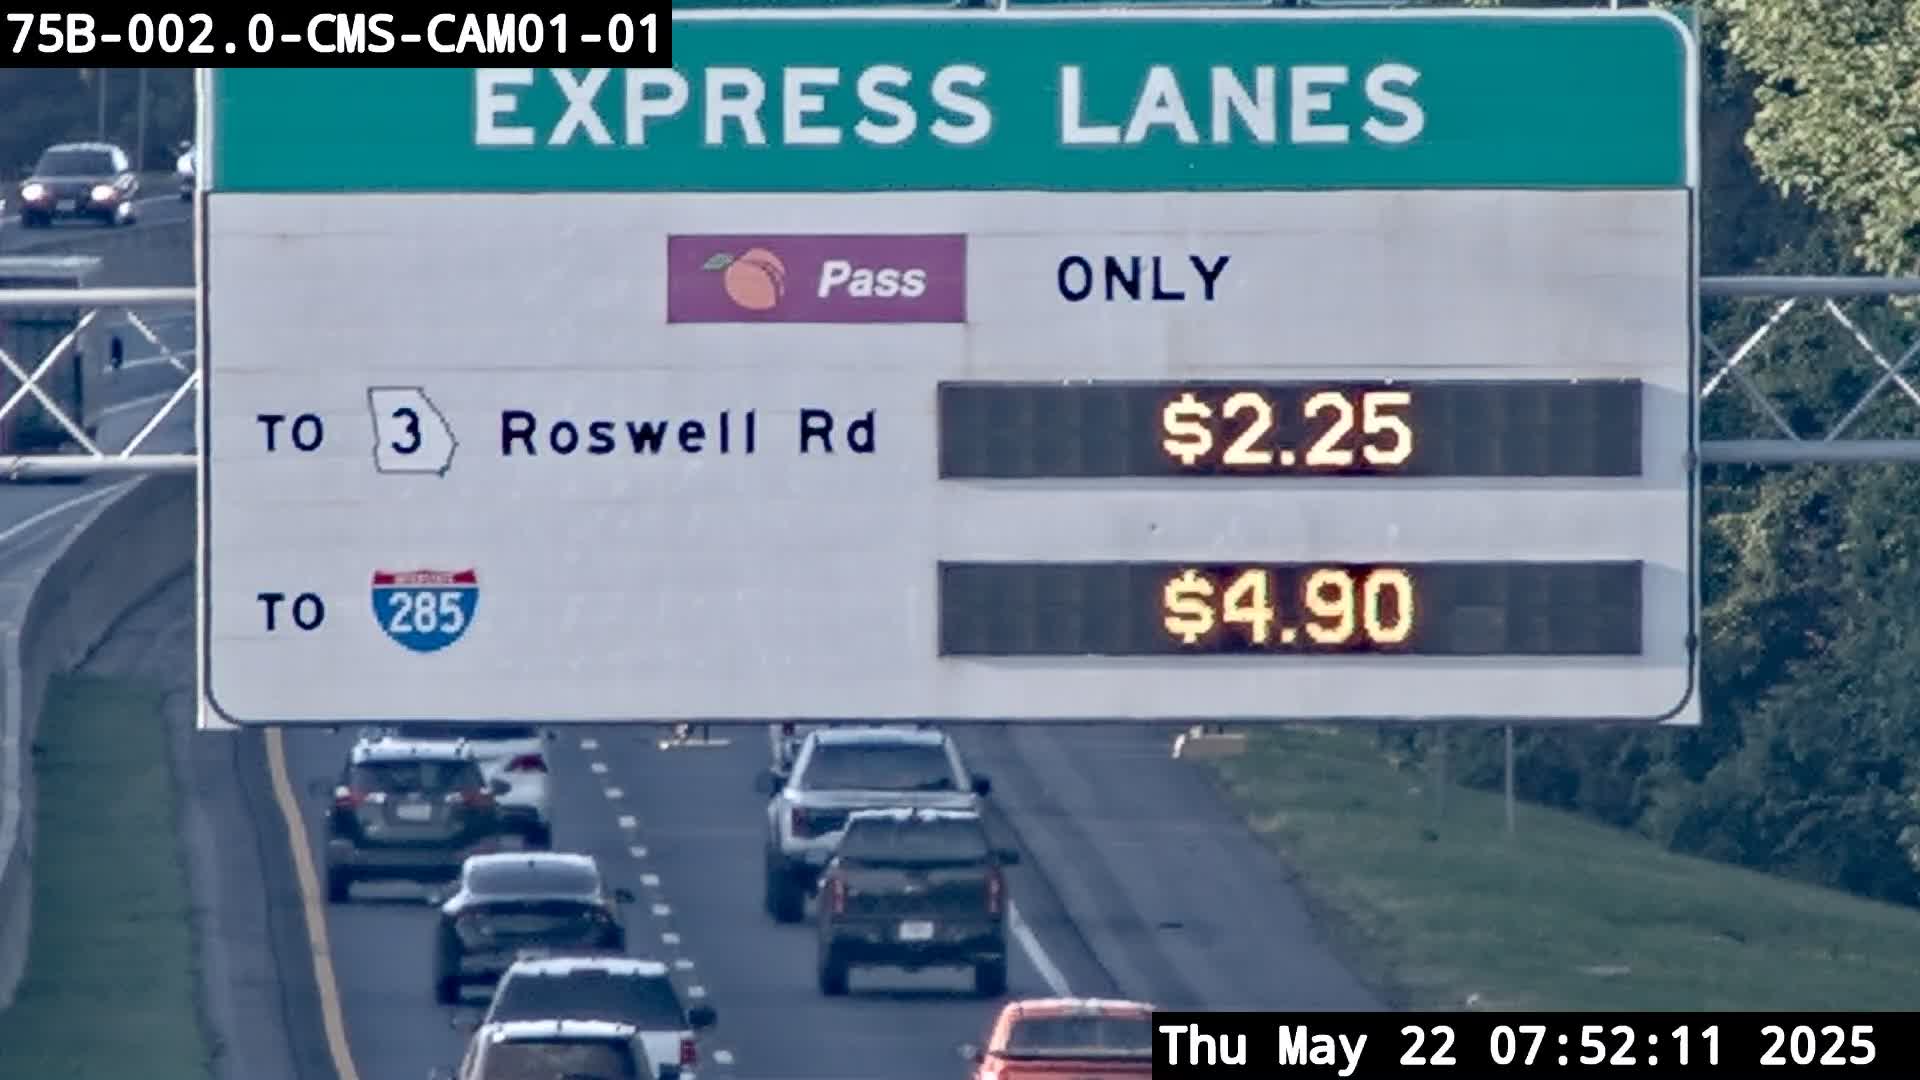 75B-002.0-CMS-CAM01-01
EXPRESS LANES
Pass ONLY
TO 3 Roswell Rd $2.25
TO 285 $4.90
Thu May 22 07:52:11 2025